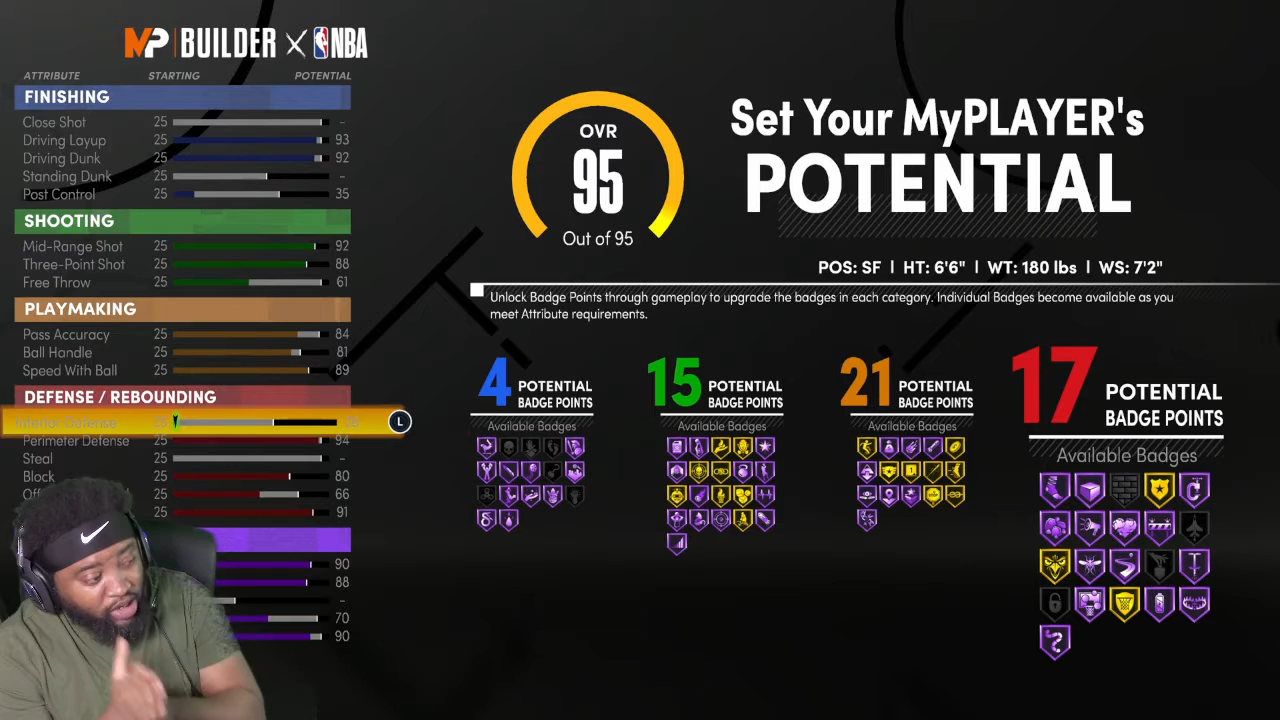 MP | BUILDER X NBA
ATTRIBUTE STARTING POTENTIAL
FINISHING
Close Shot 25 -
Driving Layup 25 93
Driving Dunk 25 92
Standing Dunk 25 -
Post Control 25 35
SHOOTING
Mid-Range Shot 25 92
Three-Point Shot 25 88
Free Throw 25 61
PLAYMAKING
Pass Accuracy 25 84
Ball Handle 25 81
Speed With Ball 25 89
DEFENSE / REBOUNDING
Interior Defense 25 L
Perimeter Defense 25 94
Steal 25 -
Block 25 80
Off 25 66
25 91
90
88
-
70
90
OVR
95
Out of 95
Set Your MyPLAYER's
POTENTIAL
POS: SF | HT: 6'6" | WT: 180 lbs | WS: 7'2"
Unlock Badge Points through gameplay to upgrade the badges in each category. Individual Badges become available as you
meet Attribute requirements.
4 POTENTIAL
BADGE POINTS
Available Badges
15 POTENTIAL
BADGE POINTS
Available Badges
21 POTENTIAL
BADGE POINTS
Available Badges
17 POTENTIAL
BADGE POINTS
Available Badges